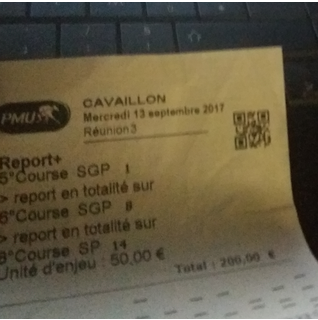 PMU
CAVAILLON
Mercredi 13 septembre 2017
Réunion3
Report+
5°Course SGP 1
> report en totalité sur
6°Course SGP 8
> report en totalité sur
8°Course SP 14
Unité d'enjeu : 50,00 €
Total : 200,00 €